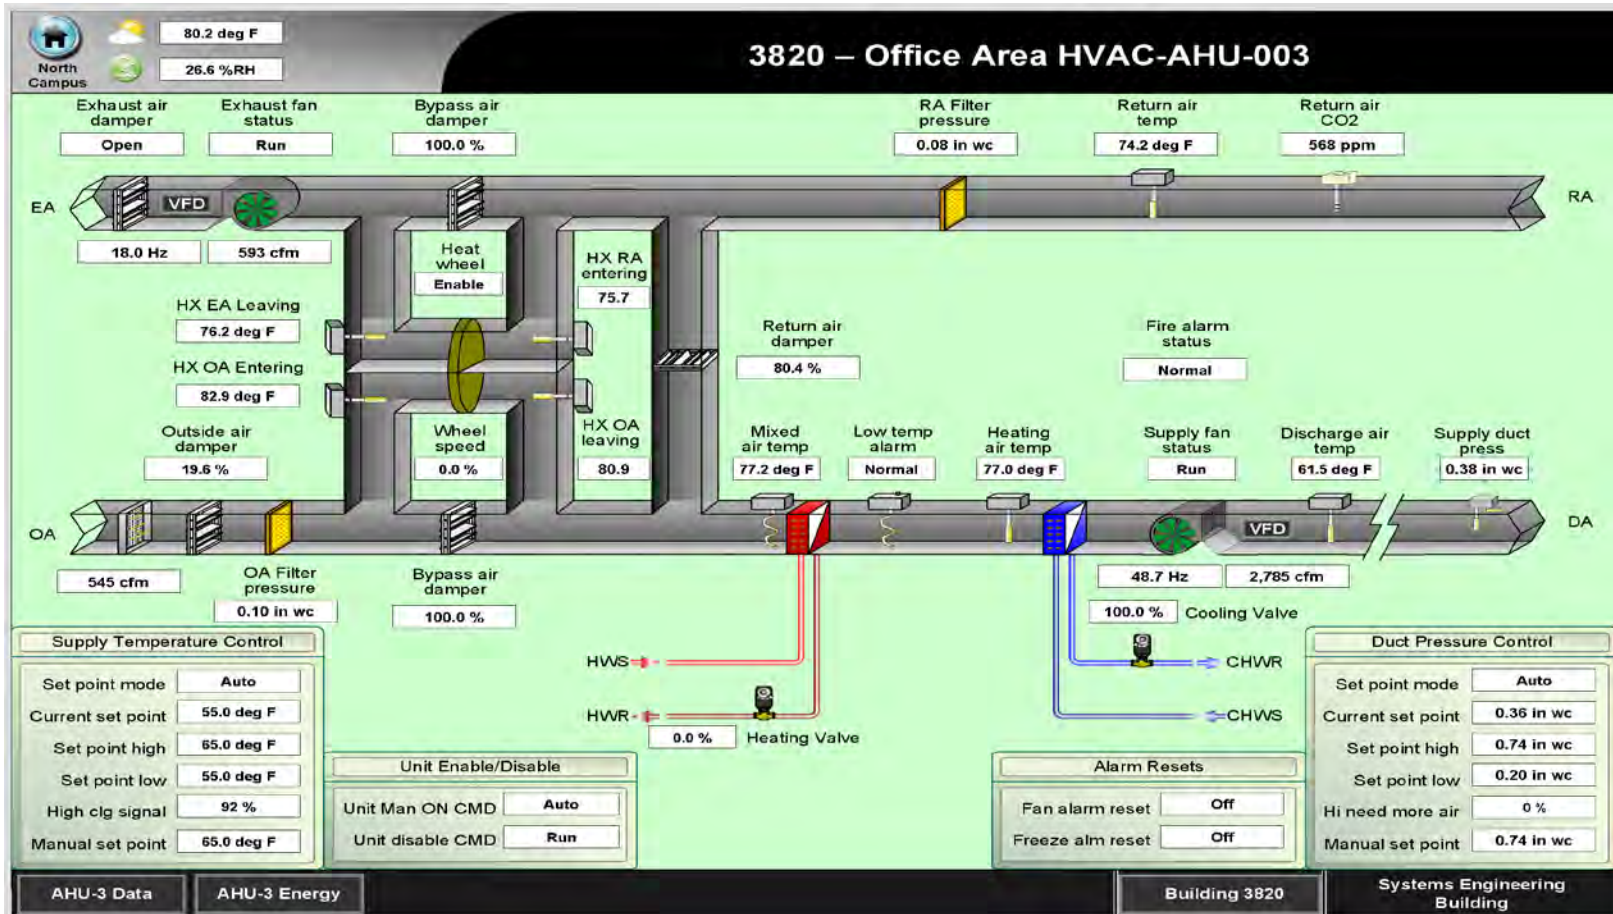 80.2 deg F
26.6 %RH
North
Campus
3820 – Office Area HVAC-AHU-003
Exhaust air
damper
Open
Exhaust fan
status
Run
Bypass air
damper
100.0 %
RA Filter
pressure
0.08 in wc
Return air
temp
74.2 deg F
Return air
CO2
568 ppm
EA
VFD
RA
18.0 Hz
593 cfm
Heat
wheel
Enable
HX RA
entering
75.7
HX EA Leaving
76.2 deg F
HX OA Entering
82.9 deg F
Return air
damper
80.4 %
Fire alarm
status
Normal
Outside air
damper
19.6 %
Wheel
speed
0.0 %
HX OA
leaving
80.9
Mixed
air temp
77.2 deg F
Low temp
alarm
Normal
Heating
air temp
77.0 deg F
Supply fan
status
Run
Discharge air
temp
61.5 deg F
Supply duct
press
0.38 in wc
OA
VFD
DA
545 cfm
OA Filter
pressure
0.10 in wc
Bypass air
damper
100.0 %
48.7 Hz
2,785 cfm
100.0 %
Cooling Valve
HWS
HWR
0.0 %
Heating Valve
CHWR
CHWS
Supply Temperature Control
Set point mode
Auto
Current set point
55.0 deg F
Set point high
65.0 deg F
Set point low
55.0 deg F
High clg signal
92 %
Manual set point
65.0 deg F
Unit Enable/Disable
Unit Man ON CMD
Auto
Unit disable CMD
Run
Alarm Resets
Fan alarm reset
Off
Freeze alm reset
Off
Duct Pressure Control
Set point mode
Auto
Current set point
0.36 in wc
Set point high
0.74 in wc
Set point low
0.20 in wc
Hi need more air
0 %
Manual set point
0.74 in wc
AHU-3 Data
AHU-3 Energy
Building 3820
Systems Engineering
Building